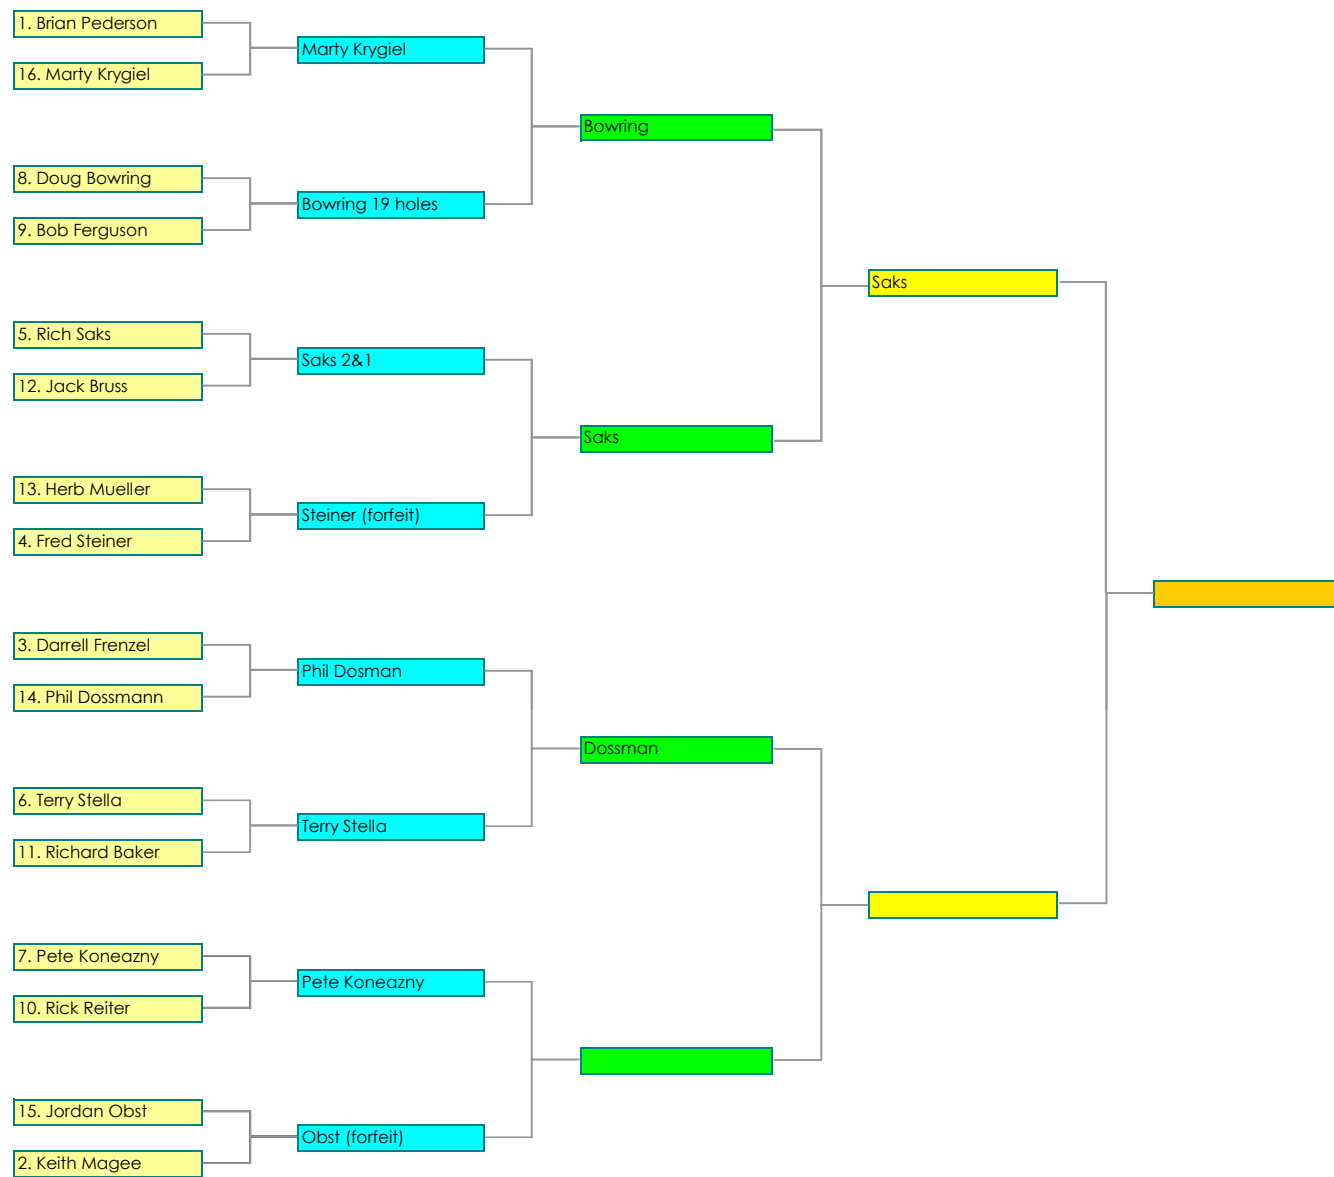 1. Brian Pederson
16. Marty Krygiel
8. Doug Bowring
9. Bob Ferguson
5. Rich Saks
12. Jack Bruss
13. Herb Mueller
4. Fred Steiner
3. Darrell Frenzel
14. Phil Dossmann
6. Terry Stella
11. Richard Baker
7. Pete Koneazny
10. Rick Reiter
15. Jordan Obst
2. Keith Magee
Marty Krygiel
Bowring 19 holes
Saks 2&1
Steiner (forfeit)
Phil Dosman
Terry Stella
Pete Koneazny
Obst (forfeit)
Bowring
Saks
Dossman
Saks